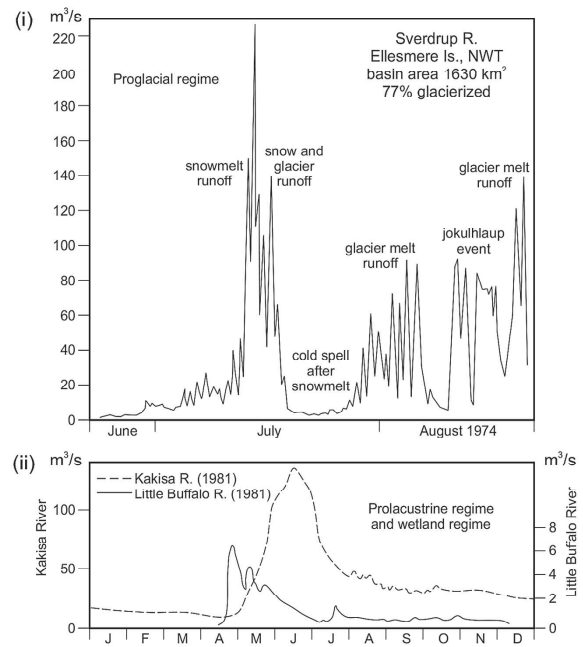 (i)
m³/s
220
200
180
160
140
120
100
80
60
40
20
0
Proglacial regime
Sverdrup R.
Ellesmere Is., NWT
basin area 1630 km²
77% glacierized
snowmelt
runoff
snow and
glacier
runoff
cold spell
after
snowmelt
glacier melt
runoff
jokulhlaup
event
glacier melt
runoff
June
July
August 1974
(ii)
m³/s
m³/s
Kakisa River
100
50
0
Kakisa R. (1981)
Little Buffalo R. (1981)
Prolacustrine regime
and wetland regime
8
6
4
2
0
Little Buffalo River
J F M A M J J A S O N D